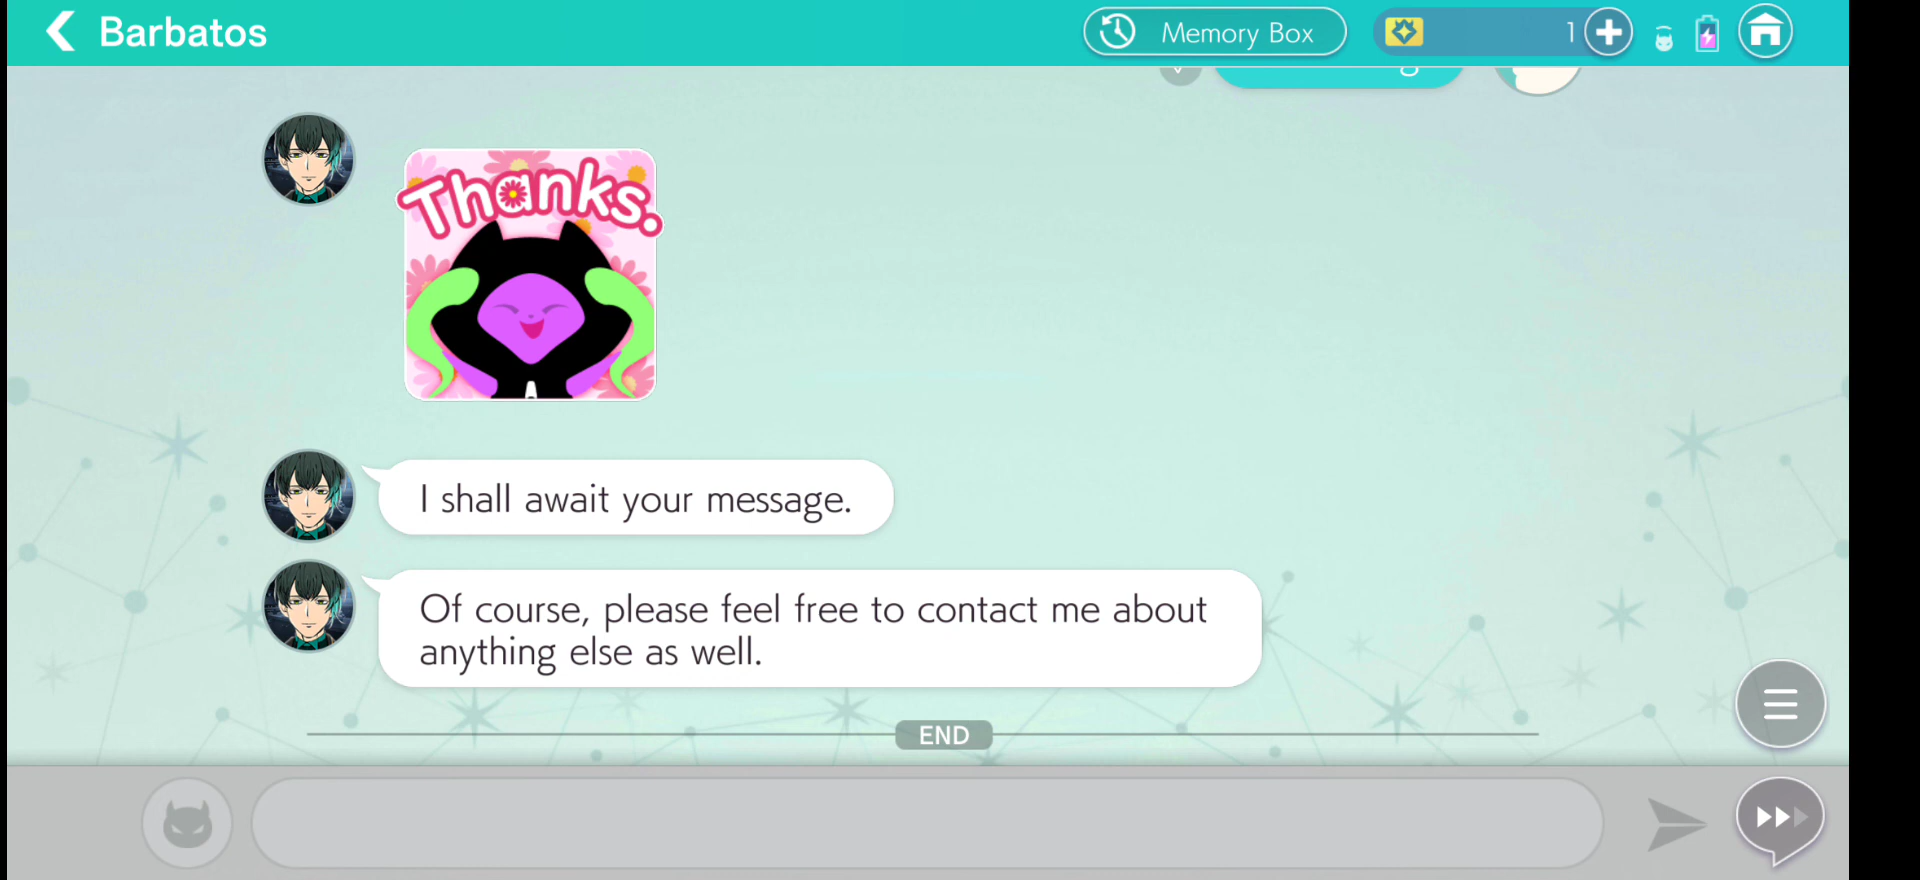 Barbatos
Memory Box
1
Thanks.
I shall await your message.
Of course, please feel free to contact me about
anything else as well.
END